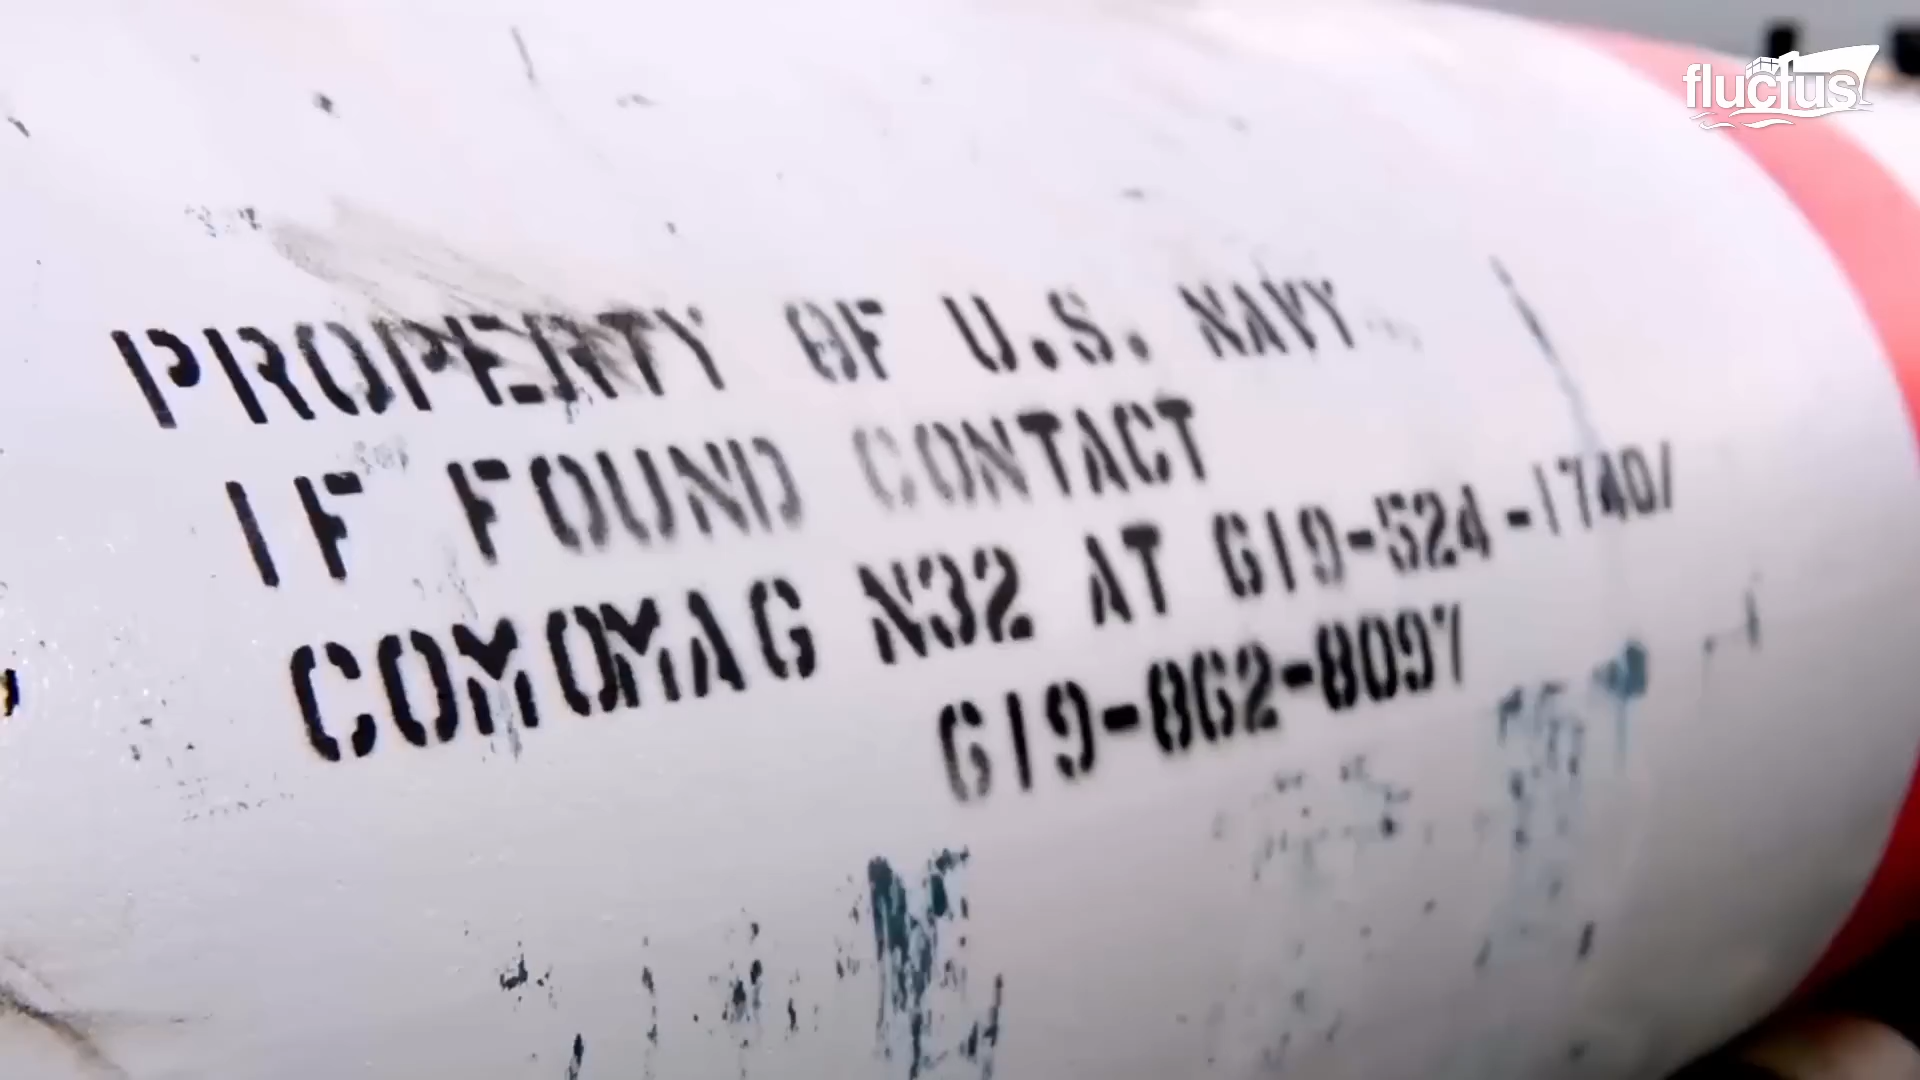 fluctus
PROPERTY OF U.S. NAVY
IF FOUND CONTACT
COMOMAG N32 AT 619-524-1740/
619-862-8097